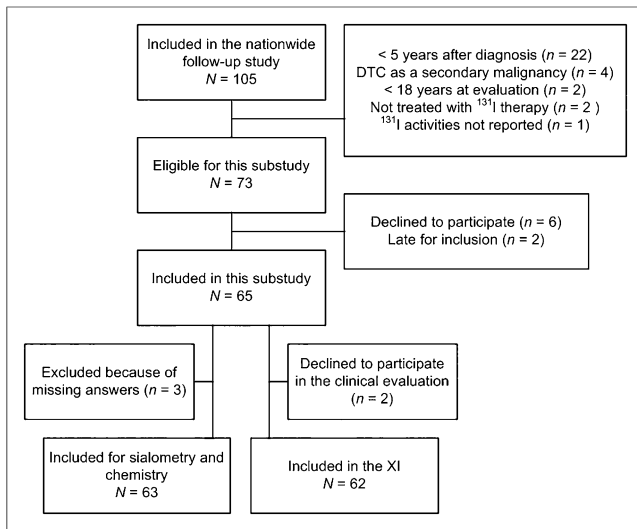 Included in the nationwide
follow-up study
N = 105
< 5 years after diagnosis (n = 22)
DTC as a secondary malignancy (n = 4)
< 18 years at evaluation (n = 2)
Not treated with ¹³¹I therapy (n = 2 )
¹³¹I activities not reported (n = 1)
Eligible for this substudy
N = 73
Declined to participate (n = 6)
Late for inclusion (n = 2)
Included in this substudy
N = 65
Excluded because of
missing answers (n = 3)
Declined to participate
in the clinical evaluation
(n = 2)
Included for sialometry and
chemistry
N = 63
Included in the XI
N = 62